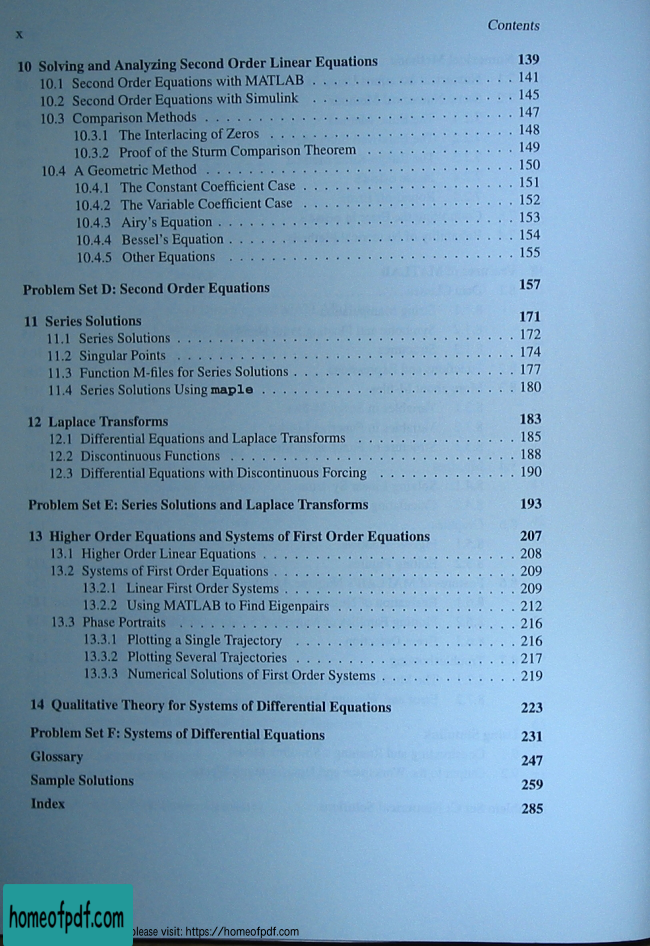 x Contents
10 Solving and Analyzing Second Order Linear Equations 139
10.1 Second Order Equations with MATLAB . . . . . . . . . . . . . . . . . . . . 141
10.2 Second Order Equations with Simulink . . . . . . . . . . . . . . . . . . . . 145
10.3 Comparison Methods . . . . . . . . . . . . . . . . . . . . . . . . . . . . . . 147
10.3.1 The Interlacing of Zeros . . . . . . . . . . . . . . . . . . . . . . . . 148
10.3.2 Proof of the Sturm Comparison Theorem . . . . . . . . . . . . . . 149
10.4 A Geometric Method . . . . . . . . . . . . . . . . . . . . . . . . . . . . . . 150
10.4.1 The Constant Coefficient Case . . . . . . . . . . . . . . . . . . . . 151
10.4.2 The Variable Coefficient Case . . . . . . . . . . . . . . . . . . . . . 152
10.4.3 Airy's Equation . . . . . . . . . . . . . . . . . . . . . . . . . . . . . 153
10.4.4 Bessel's Equation . . . . . . . . . . . . . . . . . . . . . . . . . . . . 154
10.4.5 Other Equations . . . . . . . . . . . . . . . . . . . . . . . . . . . . 155
Problem Set D: Second Order Equations 157
11 Series Solutions 171
11.1 Series Solutions . . . . . . . . . . . . . . . . . . . . . . . . . . . . . . . . 172
11.2 Singular Points . . . . . . . . . . . . . . . . . . . . . . . . . . . . . . . . 174
11.3 Function M-files for Series Solutions . . . . . . . . . . . . . . . . . . . . . 177
11.4 Series Solutions Using maple . . . . . . . . . . . . . . . . . . . . . . . . 180
12 Laplace Transforms 183
12.1 Differential Equations and Laplace Transforms . . . . . . . . . . . . . . . 185
12.2 Discontinuous Functions . . . . . . . . . . . . . . . . . . . . . . . . . . . 188
12.3 Differential Equations with Discontinuous Forcing . . . . . . . . . . . . . . 190
Problem Set E: Series Solutions and Laplace Transforms 193
13 Higher Order Equations and Systems of First Order Equations 207
13.1 Higher Order Linear Equations . . . . . . . . . . . . . . . . . . . . . . . . 208
13.2 Systems of First Order Equations . . . . . . . . . . . . . . . . . . . . . . . 209
13.2.1 Linear First Order Systems . . . . . . . . . . . . . . . . . . . . . . 209
13.2.2 Using MATLAB to Find Eigenpairs . . . . . . . . . . . . . . . . . 212
13.3 Phase Portraits . . . . . . . . . . . . . . . . . . . . . . . . . . . . . . . . 216
13.3.1 Plotting a Single Trajectory . . . . . . . . . . . . . . . . . . . . . 216
13.3.2 Plotting Several Trajectories . . . . . . . . . . . . . . . . . . . . . 217
13.3.3 Numerical Solutions of First Order Systems . . . . . . . . . . . . . 219
14 Qualitative Theory for Systems of Differential Equations 223
Problem Set F: Systems of Differential Equations 231
Glossary 247
Sample Solutions 259
Index 285
homeofpdf.com
please visit: https://homeofpdf.com